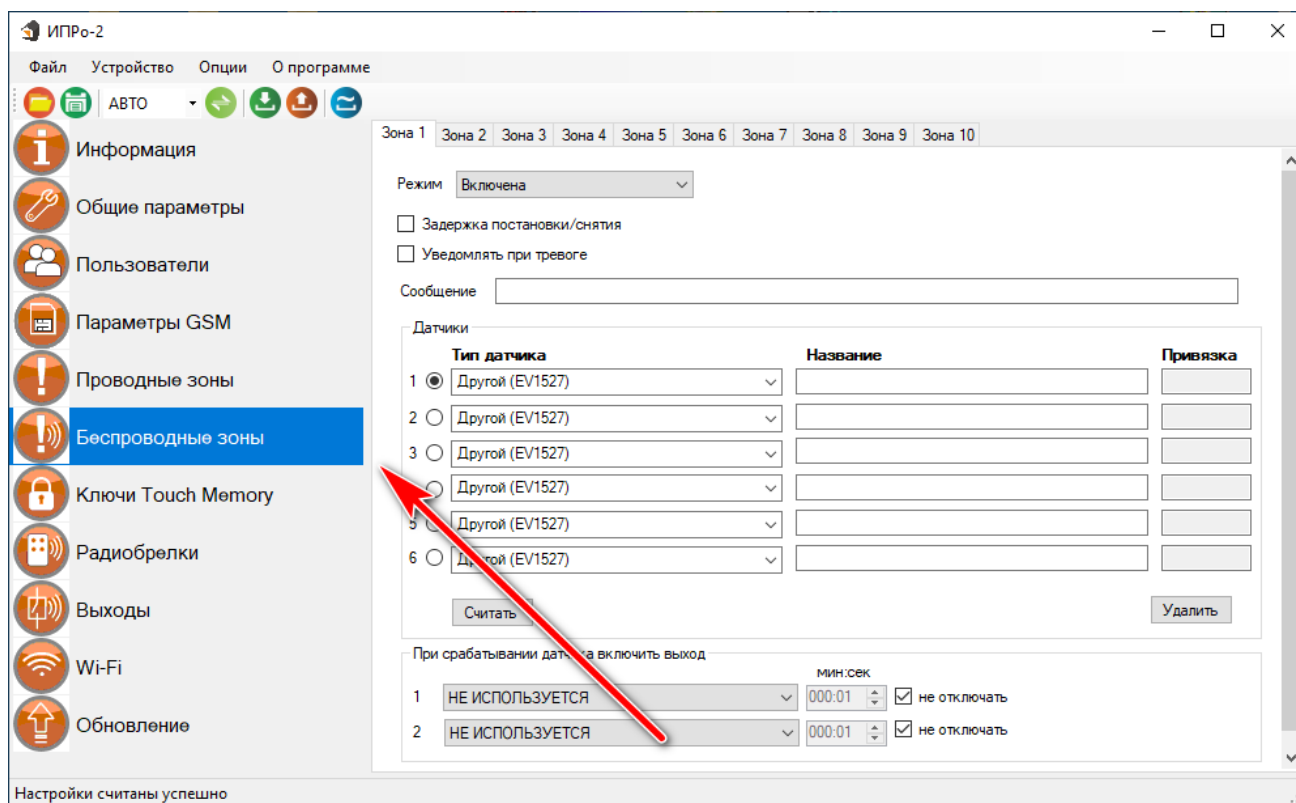 ИПРо-2
Файл Устройство Опции О программе
АВТО
Информация
Общие параметры
Пользователи
Параметры GSM
Проводные зоны
Беспроводные зоны
Ключи Touch Memory
Радиобрелки
Выходы
Wi-Fi
Обновление
Зона 1 Зона 2 Зона 3 Зона 4 Зона 5 Зона 6 Зона 7 Зона 8 Зона 9 Зона 10
Режим Включена
Задержка постановки/снятия
Уведомлять при тревоге
Сообщение
Датчики
Тип датчика Название Привязка
1 Другой (EV1527)
2 Другой (EV1527)
3 Другой (EV1527)
Другой (EV1527)
5 Другой (EV1527)
6 Другой (EV1527)
Считать Удалить
При срабатывании датчика включить выход
мин:сек
1 НЕ ИСПОЛЬЗУЕТСЯ 000:01 не отключать
2 НЕ ИСПОЛЬЗУЕТСЯ 000:01 не отключать
Настройки считаны успешно